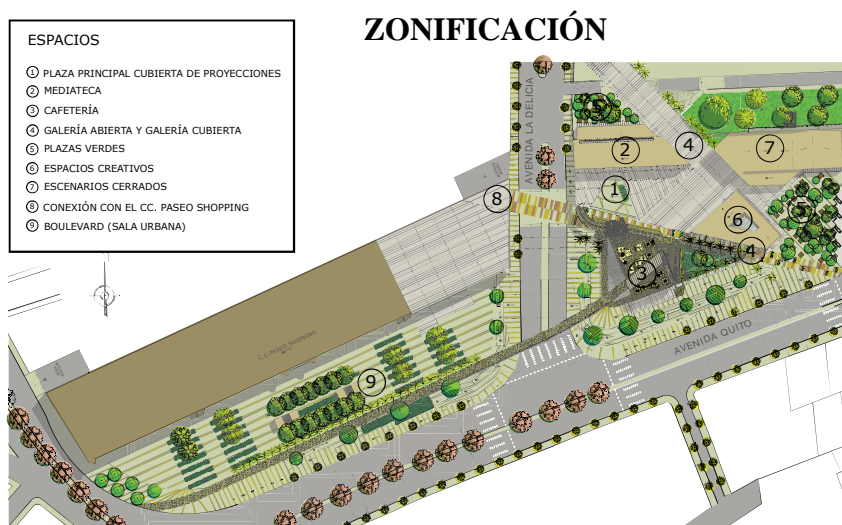 ZONIFICACIÓN
ESPACIOS
1 PLAZA PRINCIPAL CUBIERTA DE PROYECCIONES
2 MEDIATECA
3 CAFETERÍA
4 GALERÍA ABIERTA Y GALERÍA CUBIERTA
5 PLAZAS VERDES
6 ESPACIOS CREATIVOS
7 ESCENARIOS CERRADOS
8 CONEXIÓN CON EL CC. PASEO SHOPPING
9 BOULEVARD (SALA URBANA)
AVENIDA LA DELICIA
5
2
4
7
1
8
6
5
4
3
AVENIDA QUITO
C.C.PASEO SHOPPING
9